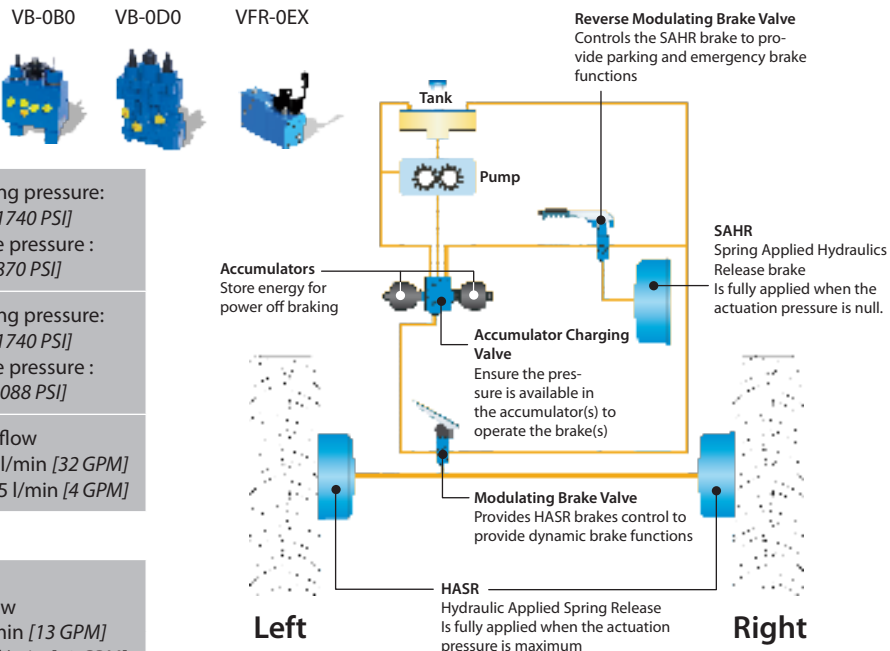 VB-0B0 VB-0D0 VFR-0EX
ng pressure:
1740 PSI]
e pressure :
870 PSI]
ng pressure:
1740 PSI]
e pressure :
088 PSI]
flow
l/min [32 GPM]
5 l/min [4 GPM]
w
min [13 GPM]
Reverse Modulating Brake Valve
Controls the SAHR brake to pro-
vide parking and emergency brake
functions
Tank
Pump
SAHR
Spring Applied Hydraulics
Release brake
Is fully applied when the
actuation pressure is null.
Accumulators
Store energy for
power off braking
Accumulator Charging
Valve
Ensure the pres-
sure is available in
the accumulator(s) to
operate the brake(s)
Modulating Brake Valve
Provides HASR brakes control to
provide dynamic brake functions
HASR
Hydraulic Applied Spring Release
Is fully applied when the actuation
pressure is maximum
Left
Right